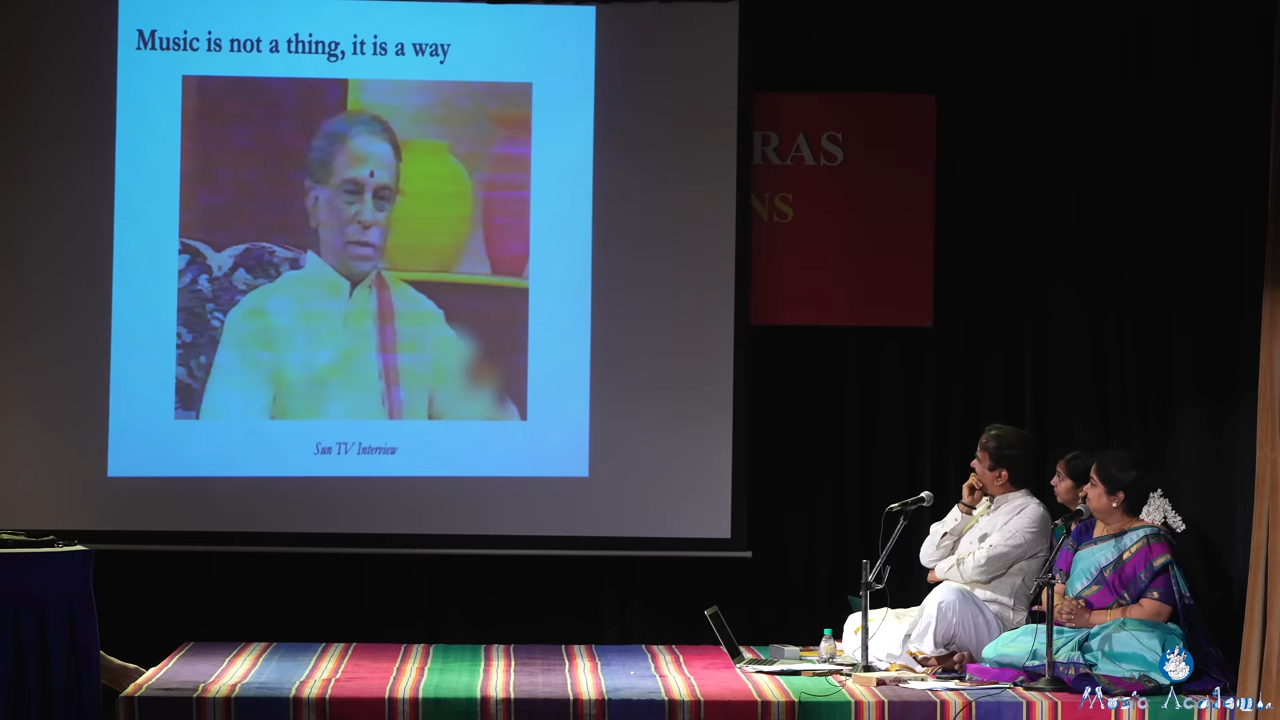 Music is not a thing, it is a way
Sun TV Interview
RAS
NS
Music Academy